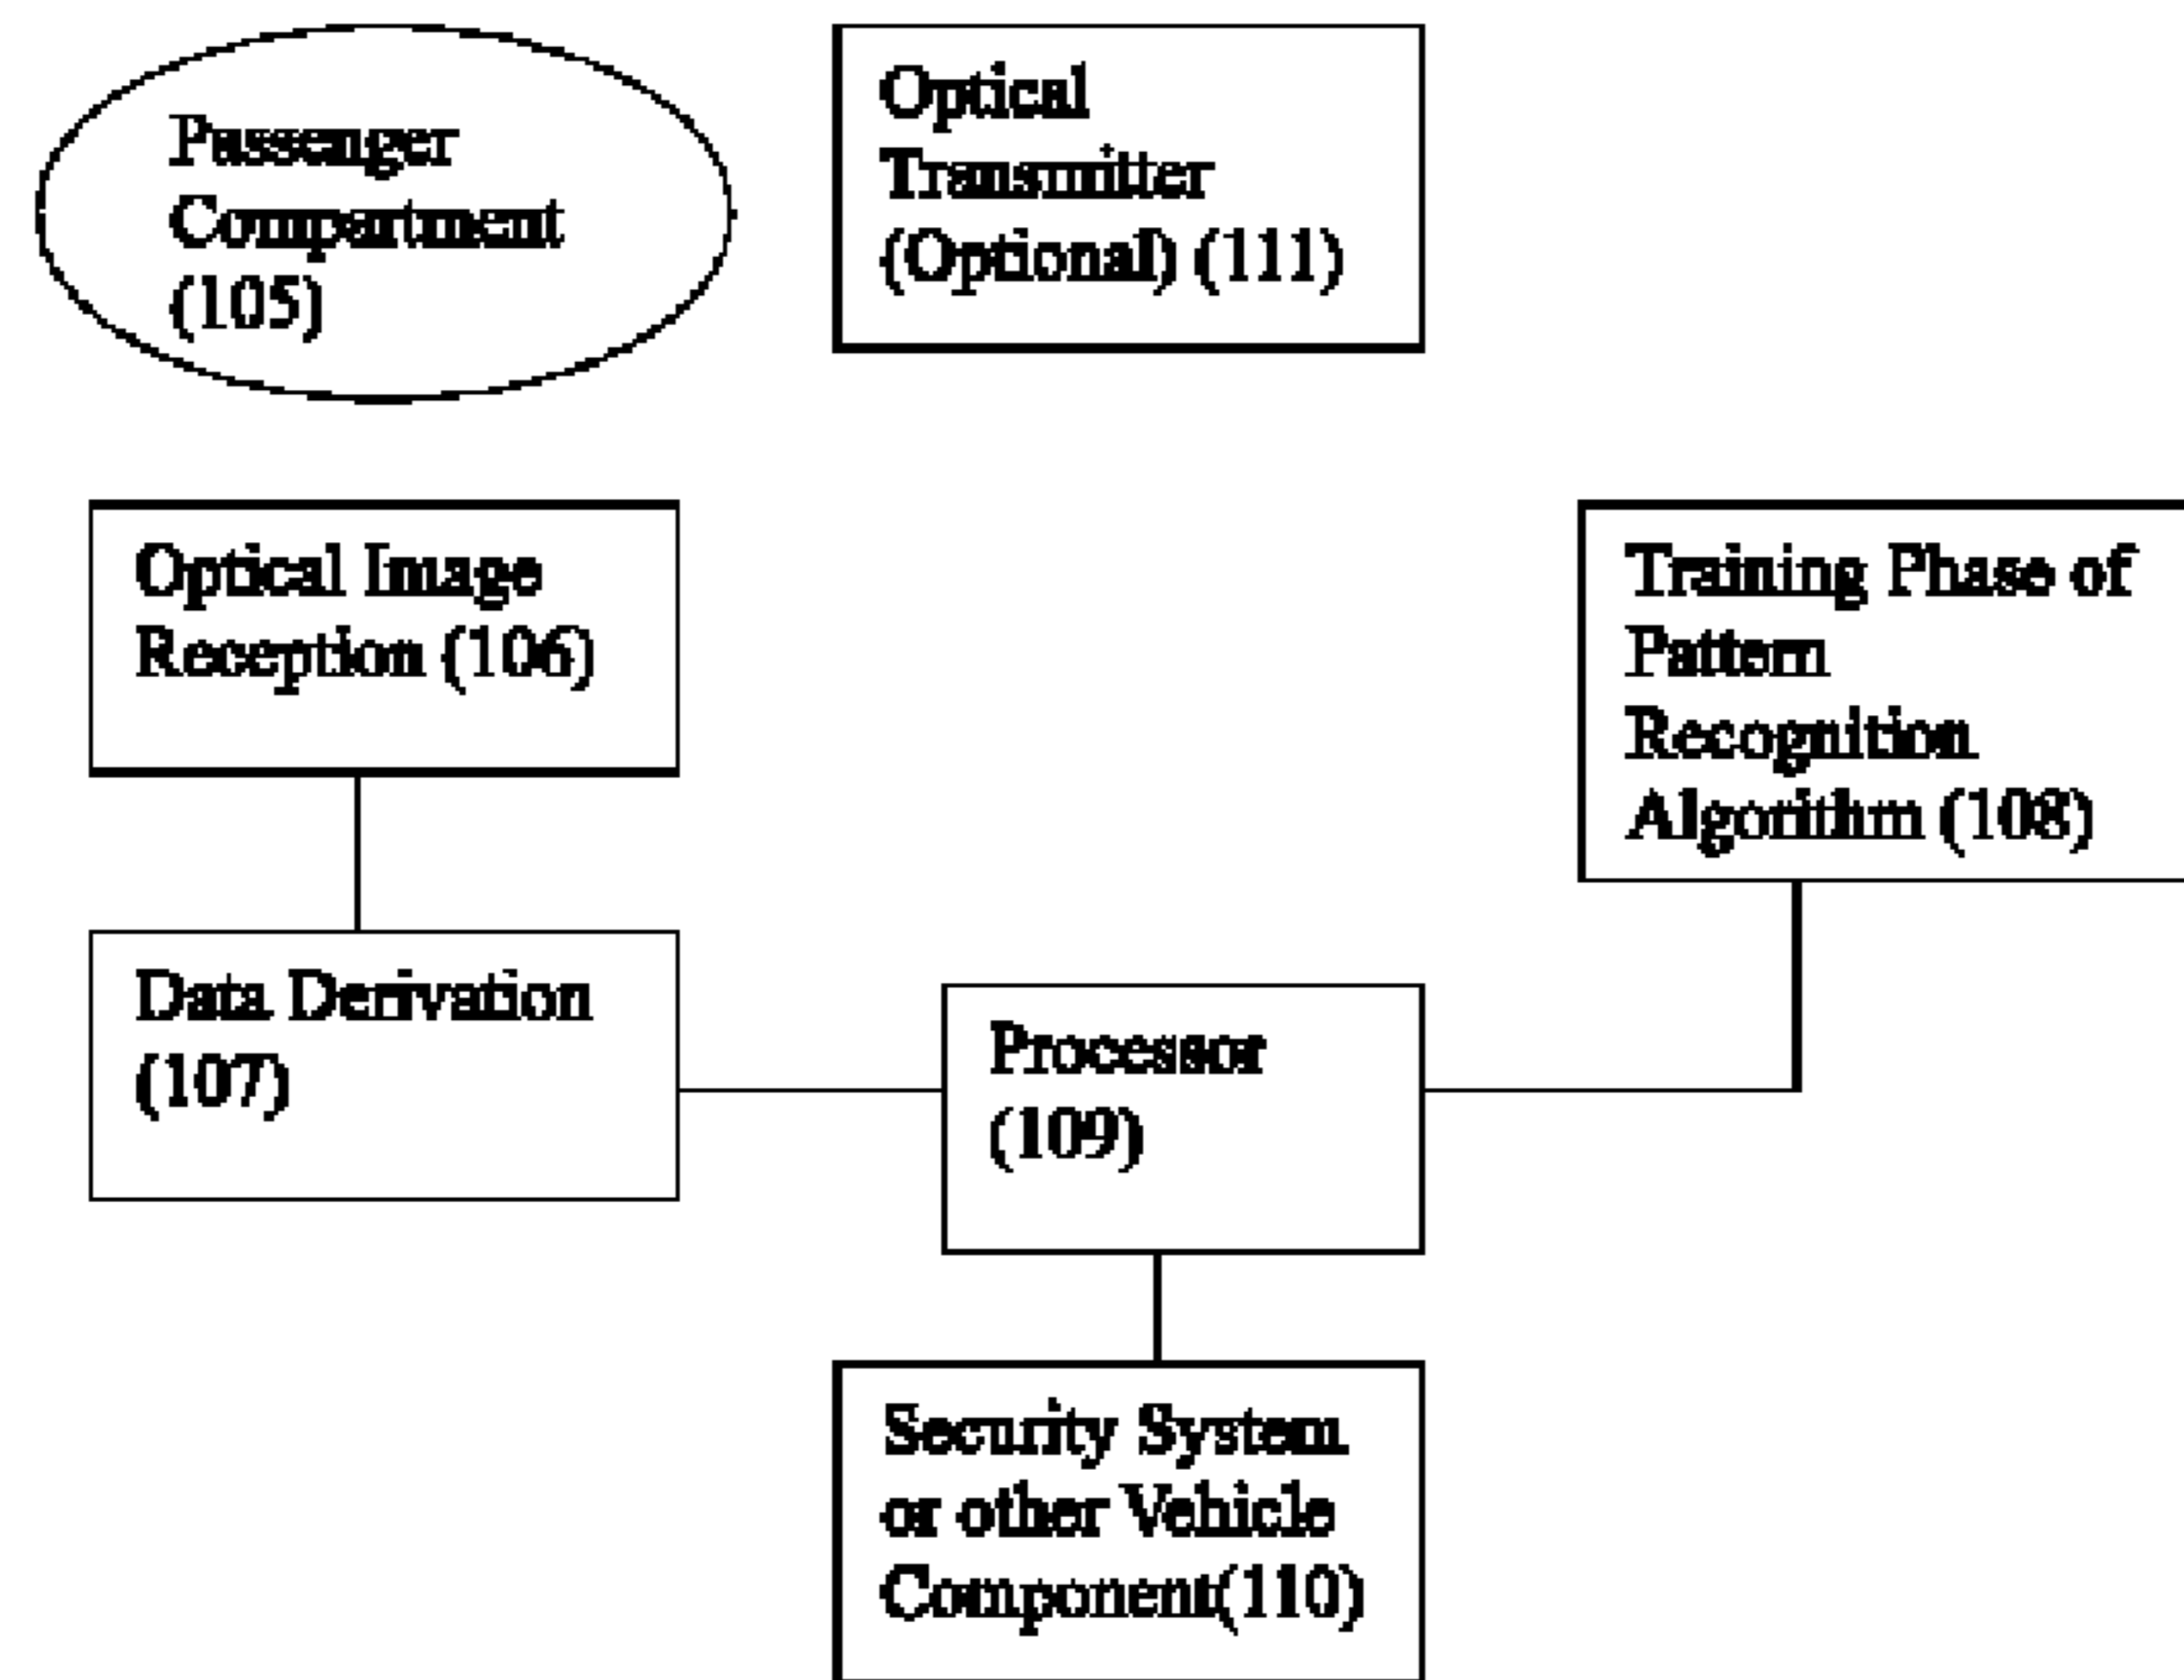 Passenger
Compartment
(105)
Optical
Transmitter
(Optional) (111)
Optical Image
Reception (106)
Training Phase of
Pattern
Recognition
Algorithm (108)
Data Derivation
(107)
Processor
(109)
Security System
or other Vehicle
Component(110)